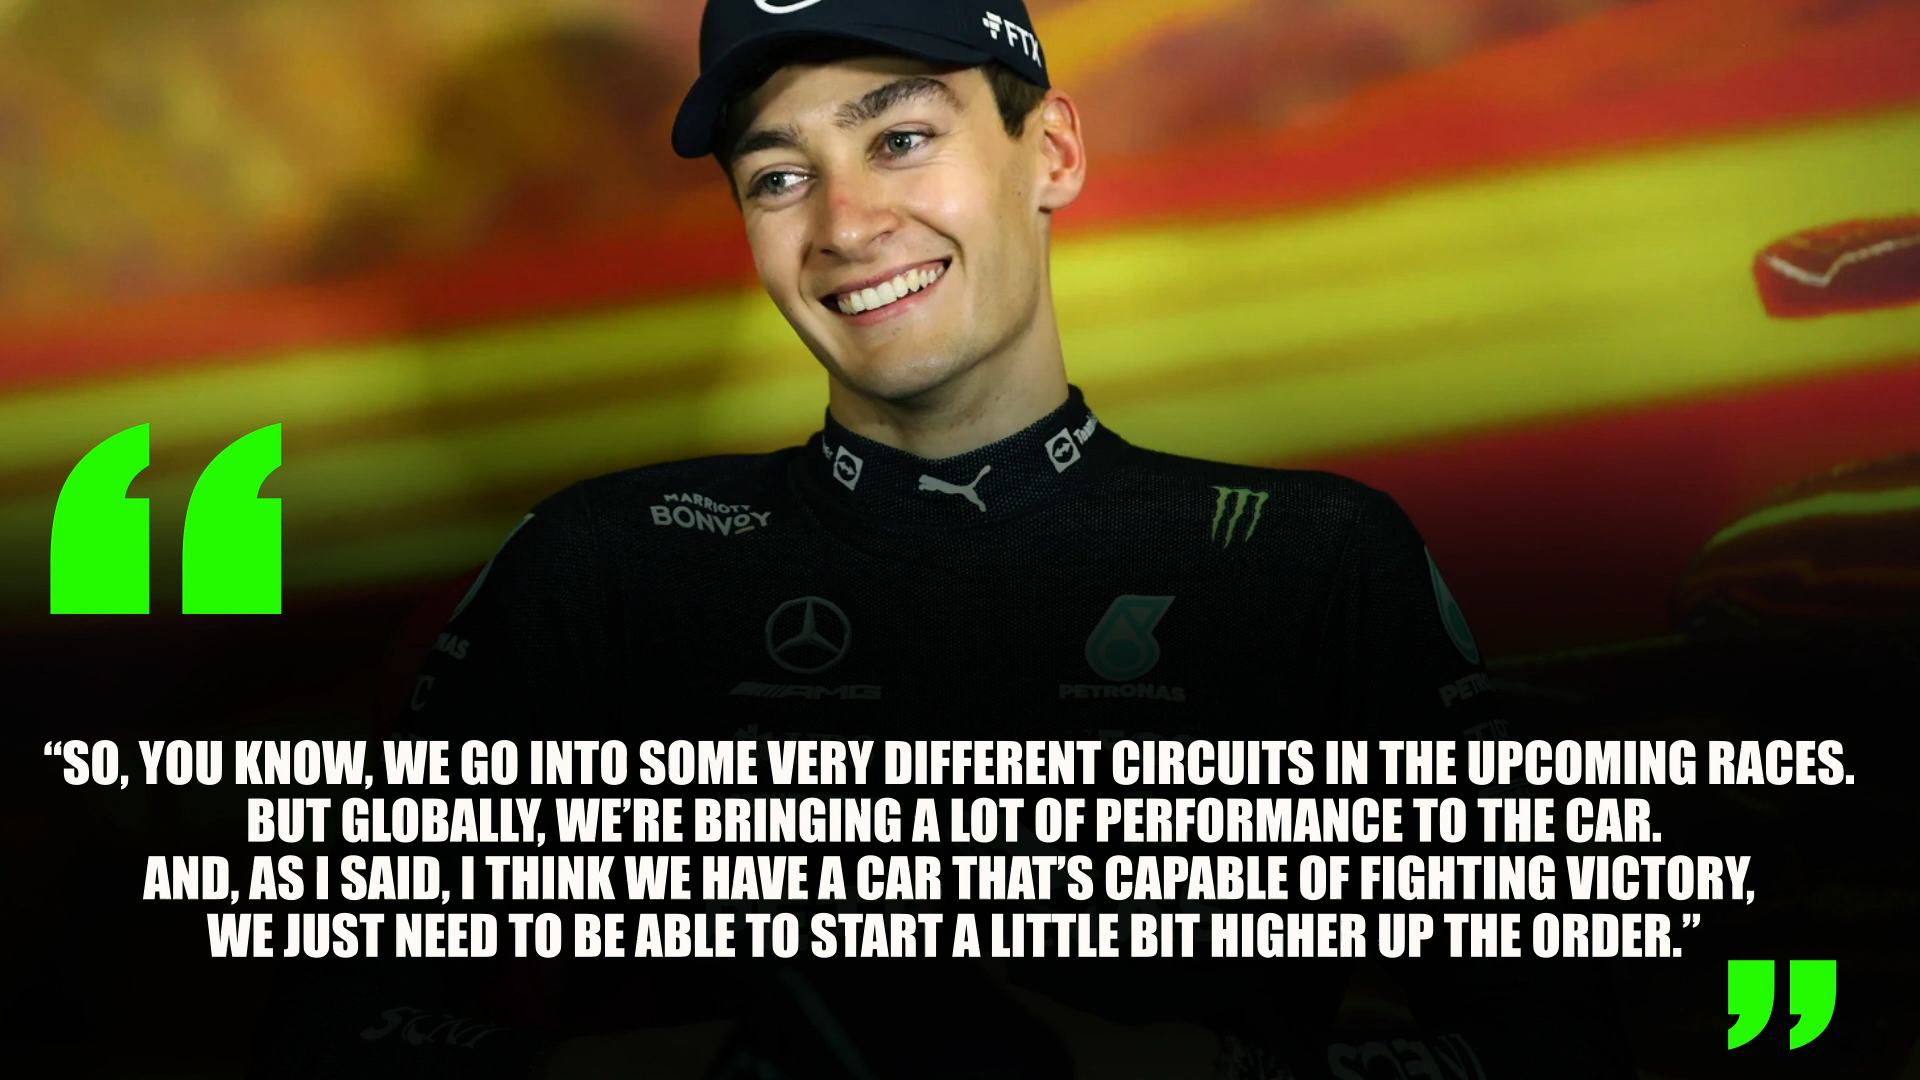 FTX
MARRIOTT
BONVOY
AMG
PETRONAS
“SO, YOU KNOW, WE GO INTO SOME VERY DIFFERENT CIRCUITS IN THE UPCOMING RACES.
BUT GLOBALLY, WE’RE BRINGING A LOT OF PERFORMANCE TO THE CAR.
AND, AS I SAID, I THINK WE HAVE A CAR THAT’S CAPABLE OF FIGHTING VICTORY,
WE JUST NEED TO BE ABLE TO START A LITTLE BIT HIGHER UP THE ORDER.”